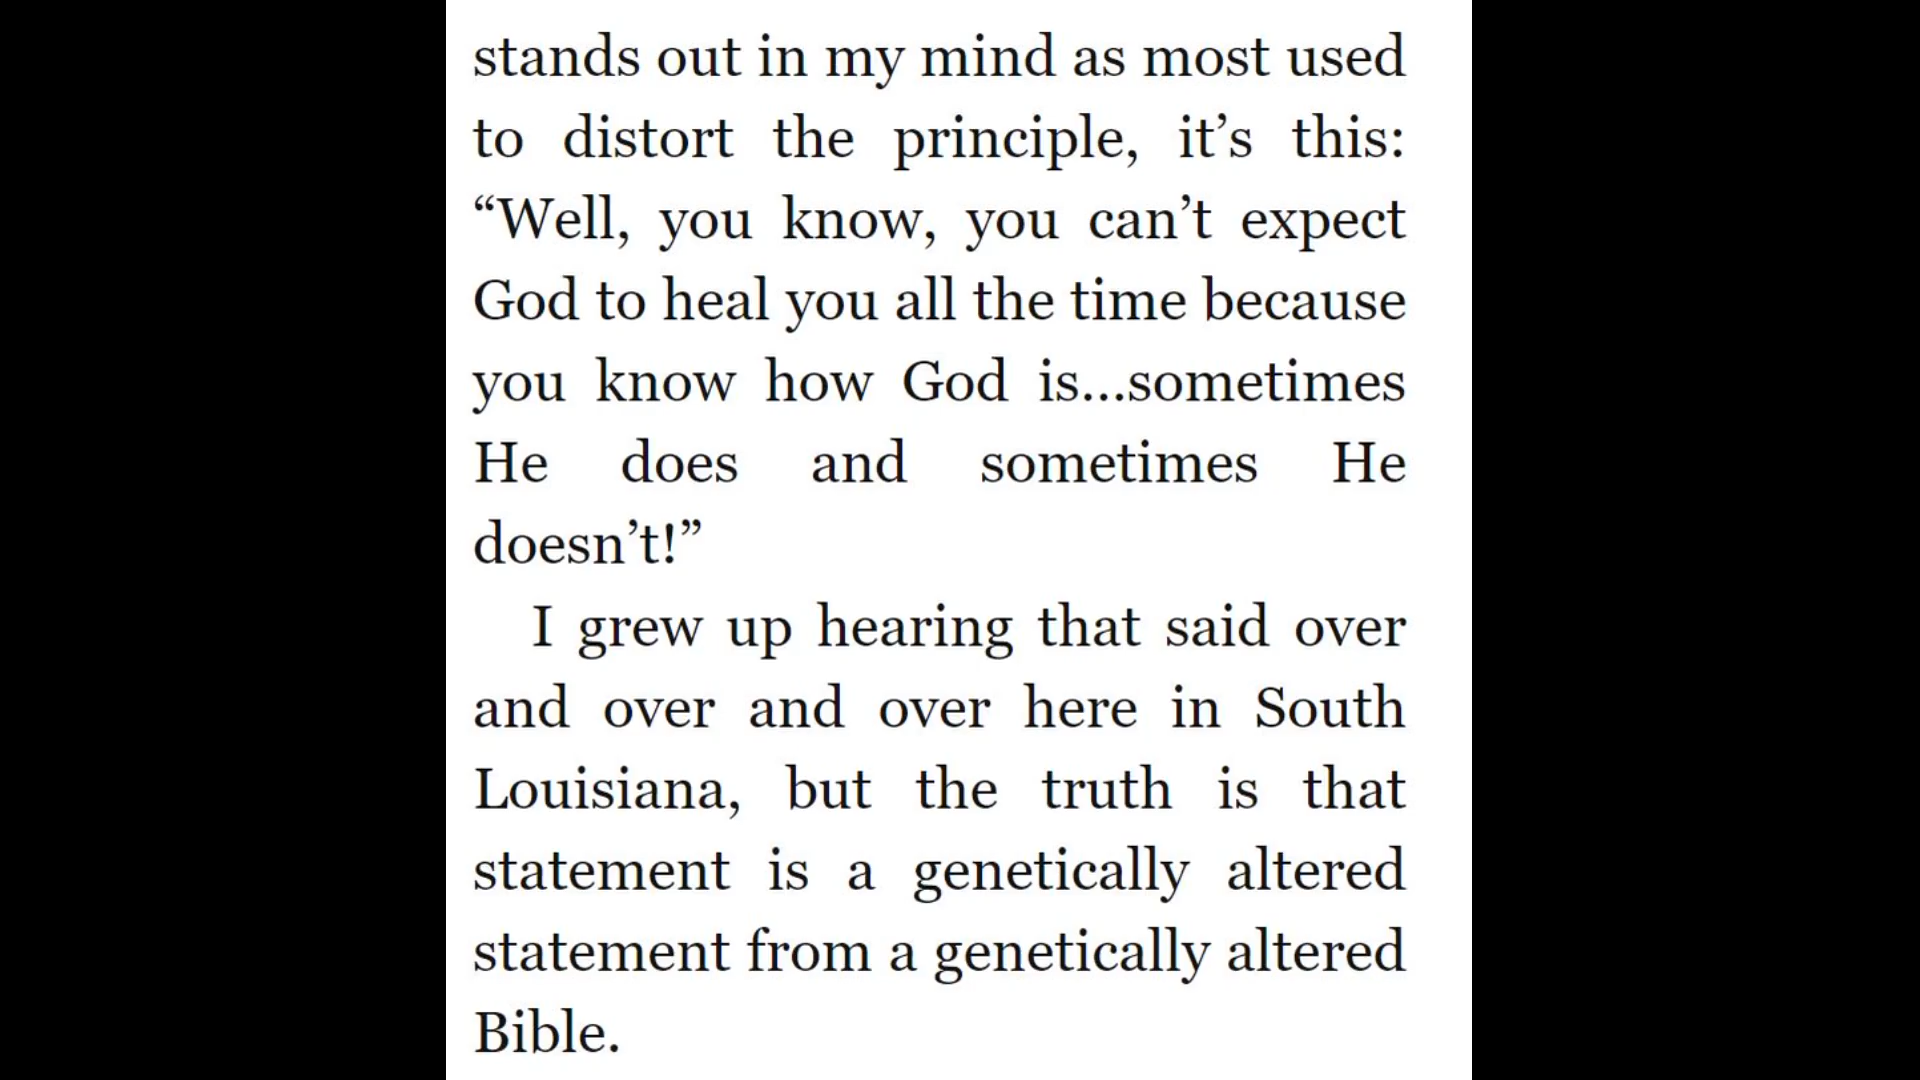 stands out in my mind as most used
to distort the principle, it’s this:
“Well, you know, you can’t expect
God to heal you all the time because
you know how God is...sometimes
He does and sometimes He
doesn’t!”
I grew up hearing that said over
and over and over here in South
Louisiana, but the truth is that
statement is a genetically altered
statement from a genetically altered
Bible.